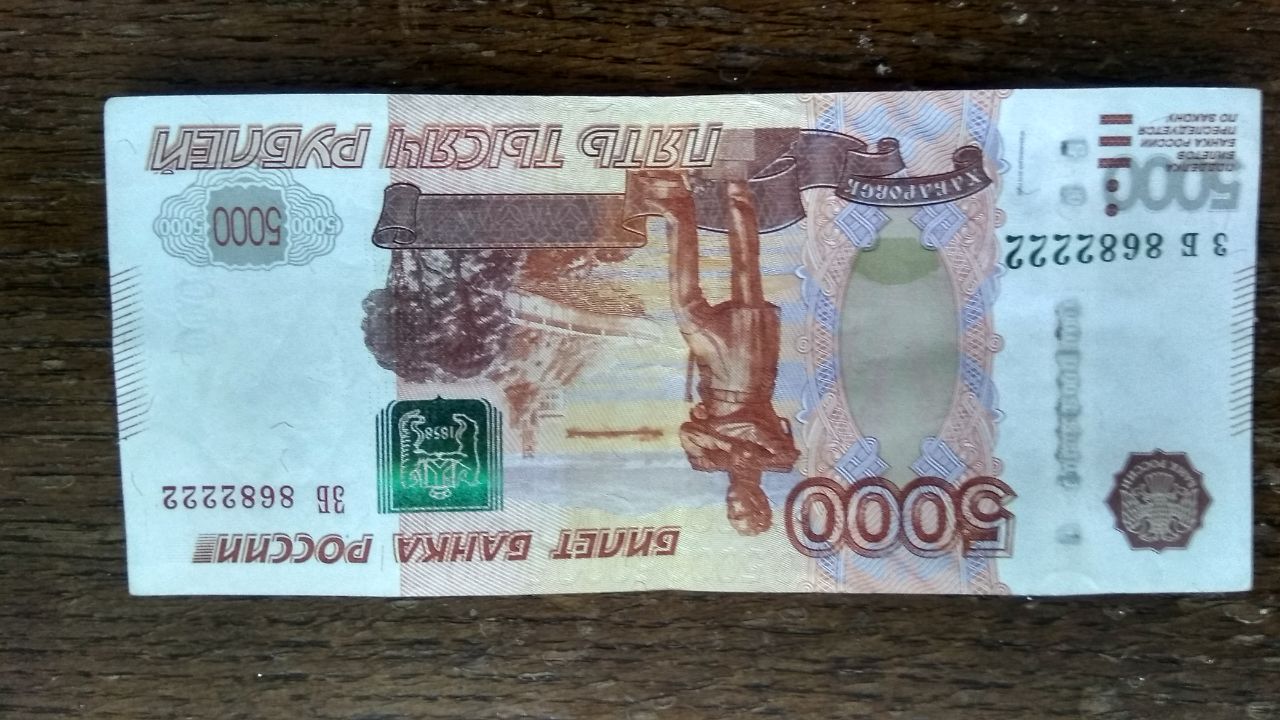 БИЛЕТ БАНКА РОССИИ
5000
ЗБ 8682222
1858
ХАБАРОВСК
ЗБ 8682222
5000
5000
ПОДДЕЛКА
БИЛЕТОВ
БАНКА РОССИИ
ПРЕСЛЕДУЕТСЯ
ПО ЗАКОНУ
ПЯТЬ ТЫСЯЧ РУБЛЕЙ